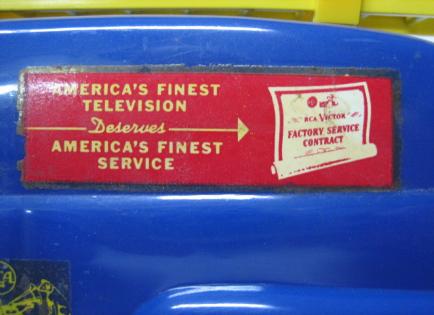 AMERICA'S FINEST
TELEVISION
Deserves
AMERICA'S FINEST
SERVICE
RCA VICTOR
FACTORY SERVICE
CONTRACT